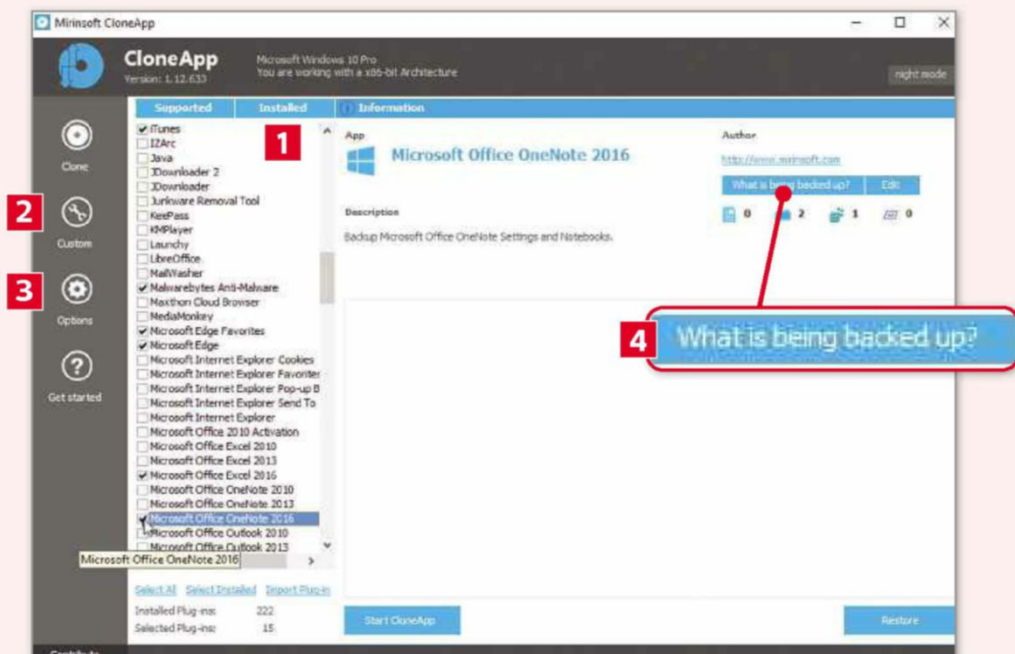 Mirinsoft CloneApp
CloneApp
Version: 1.12.633
Microsoft Windows 10 Pro
You are working with a x86-bit Architecture
night mode
Supported
Installed
Information
1
2
3
Clone
Custom
Options
Get started
iTunes
IZArc
Java
JDownloader 2
JDownloader
Junkware Removal Tool
KeePass
KMPlayer
Launchy
LibreOffice
MailWasher
Malwarebytes Anti-Malware
Maxthon Cloud Browser
MediaMonkey
Microsoft Edge Favorites
Microsoft Edge
Microsoft Internet Explorer Cookies
Microsoft Internet Explorer Favorites
Microsoft Internet Explorer Pop-up B
Microsoft Internet Explorer Send To
Microsoft Internet Explorer
Microsoft Office 2010 Activation
Microsoft Office Excel 2010
Microsoft Office Excel 2013
Microsoft Office Excel 2016
Microsoft Office OneNote 2010
Microsoft Office OneNote 2013
Microsoft Office OneNote 2016
Microsoft Office Outlook 2010
Microsoft Office Outlook 2013
Microsoft Office OneNote 2016
Select All Select Installed Import Plug-in
Installed Plug-ins: 222
Selected Plug-ins: 15
App
Microsoft Office OneNote 2016
Author
http://www.mirinsoft.com
What is being backed up?
Edit
0 2 1 0
Description
Backup Microsoft Office OneNote Settings and Notebooks.
4
What is being backed up?
Start CloneApp
Restore